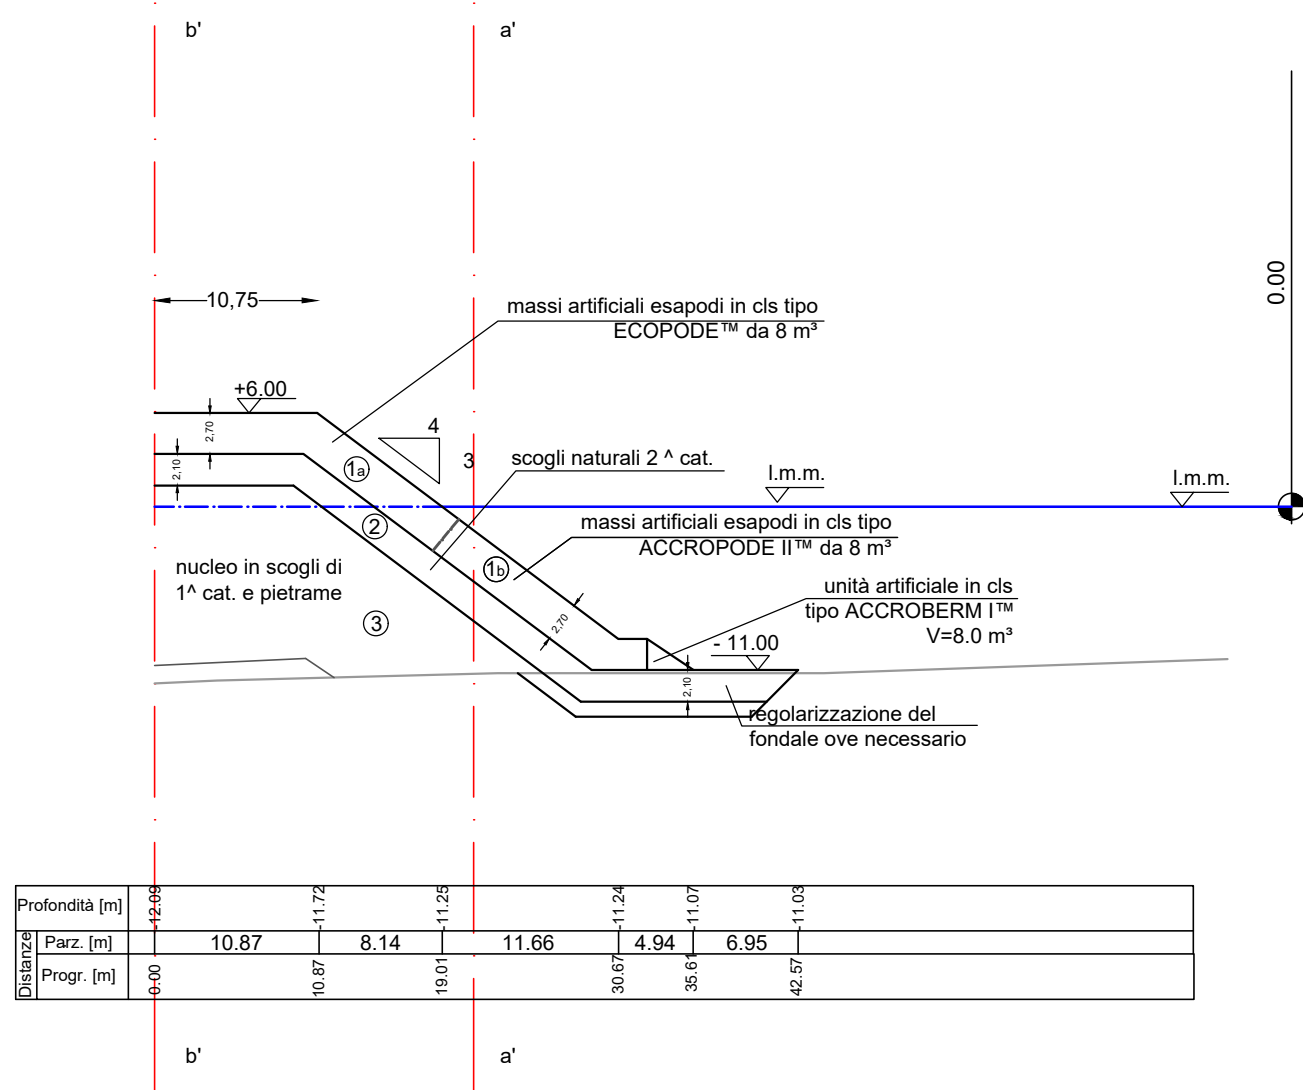 b'
a'
0.00
10,75
massi artificiali esapodi in cls tipo
ECOPODE™ da 8 m³
+6.00
2,70
4
3
2,10
1a
scogli naturali 2 ^ cat.
l.m.m.
l.m.m.
2
massi artificiali esapodi in cls tipo
ACCROPODE II™ da 8 m³
1b
nucleo in scogli di
1^ cat. e pietrame
3
unità artificiale in cls
tipo ACCROBERM I™
V=8.0 m³
2,70
- 11.00
2,10
regolarizzazione del
fondale ove necessario
Profondità [m] -12.09 -11.72 -11.25 -11.24 -11.07 -11.03
Distanze
Parz. [m] 10.87 8.14 11.66 4.94 6.95
Progr. [m] 0.00 10.87 19.01 30.67 35.61 42.57
b'
a'